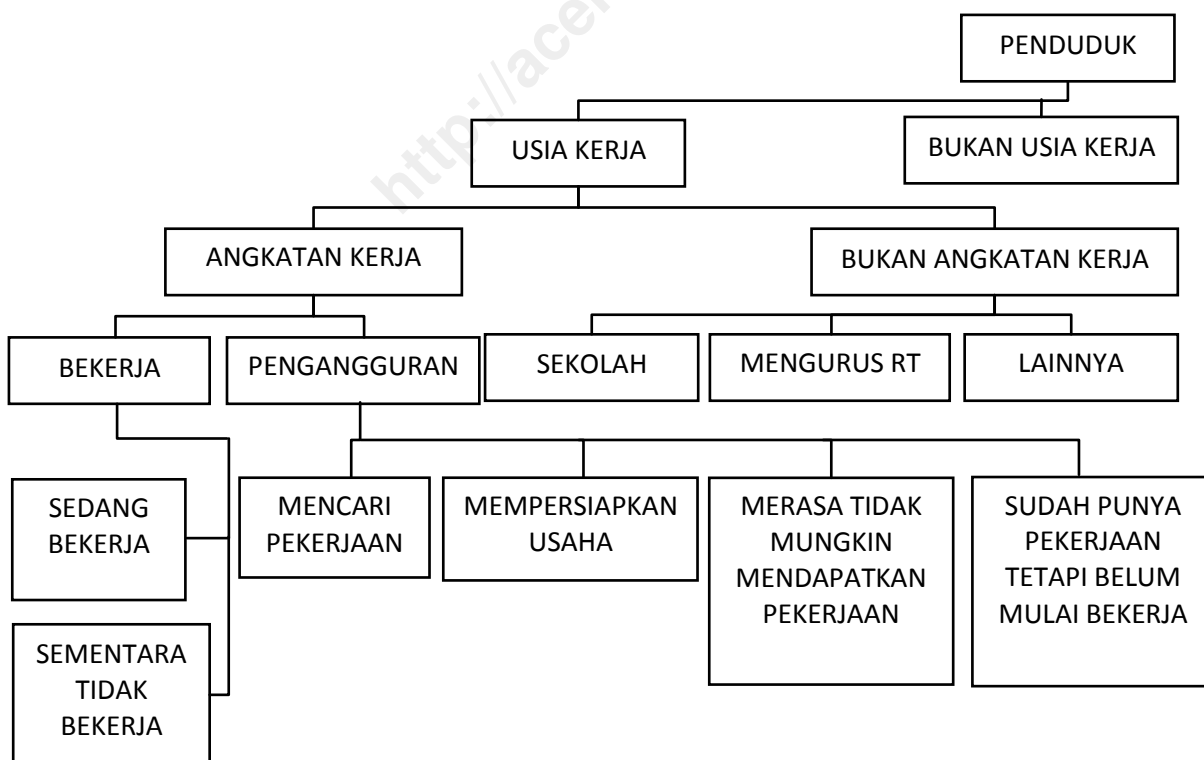 PENDUDUK
USIA KERJA
BUKAN USIA KERJA
ANGKATAN KERJA
BUKAN ANGKATAN KERJA
BEKERJA
PENGANGGURAN
SEKOLAH
MENGURUS RT
LAINNYA
SEDANG
BEKERJA
MENCARI
PEKERJAAN
MEMPERSIAPKAN
USAHA
MERASA TIDAK
MUNGKIN
MENDAPATKAN
PEKERJAAN
SUDAH PUNYA
PEKERJAAN
TETAPI BELUM
MULAI BEKERJA
SEMENTARA
TIDAK
BEKERJA